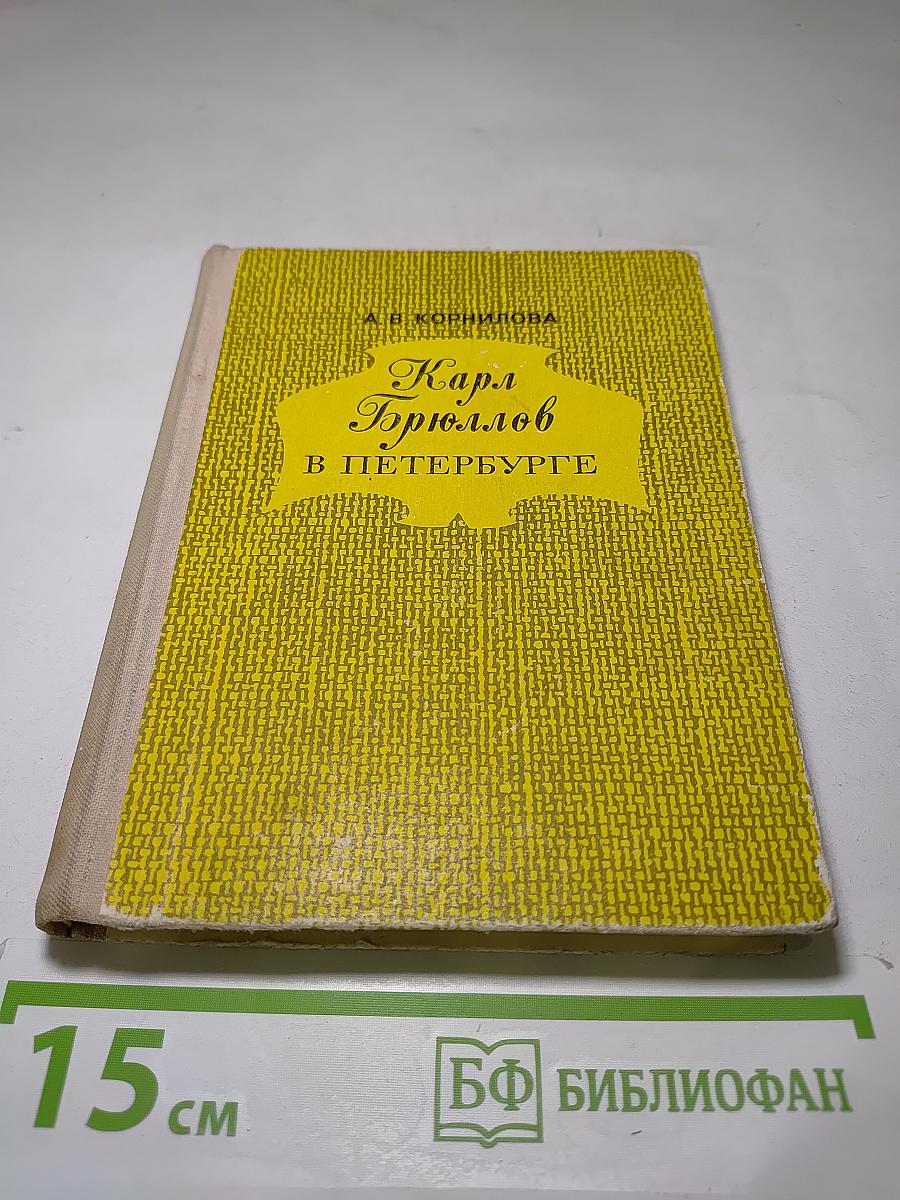 А. В. КОРНИЛОВА
Карл
Брюллов
В ПЕТЕРБУРГЕ
15 см
БФ БИБЛИОФАН